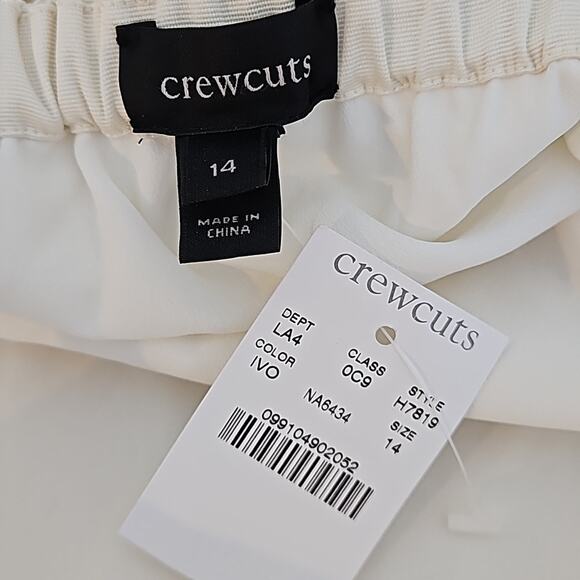 crewcuts
14
MADE IN
CHINA
crewcuts
DEPT CLASS STYLE
LA4 0C9 H7819
COLOR SIZE
IVO NA6434 14
099104902052